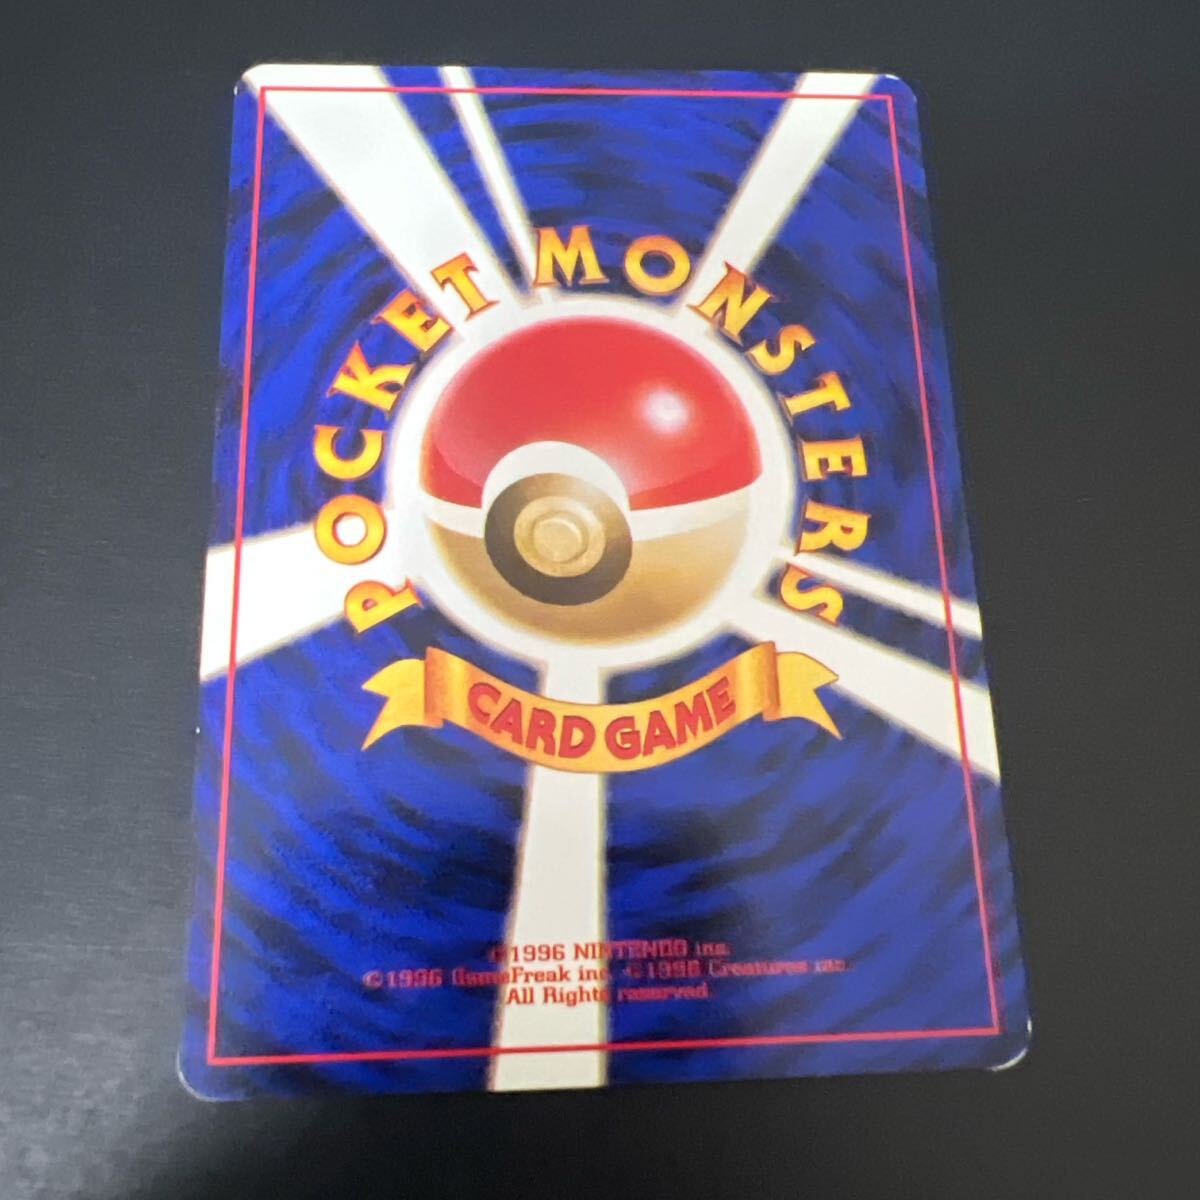 POCKET MONSTERS
CARD GAME
©1996 NINTENDO inc.
©1996 GameFreak inc. ©1996 Creatures inc.
All Rights reserved.